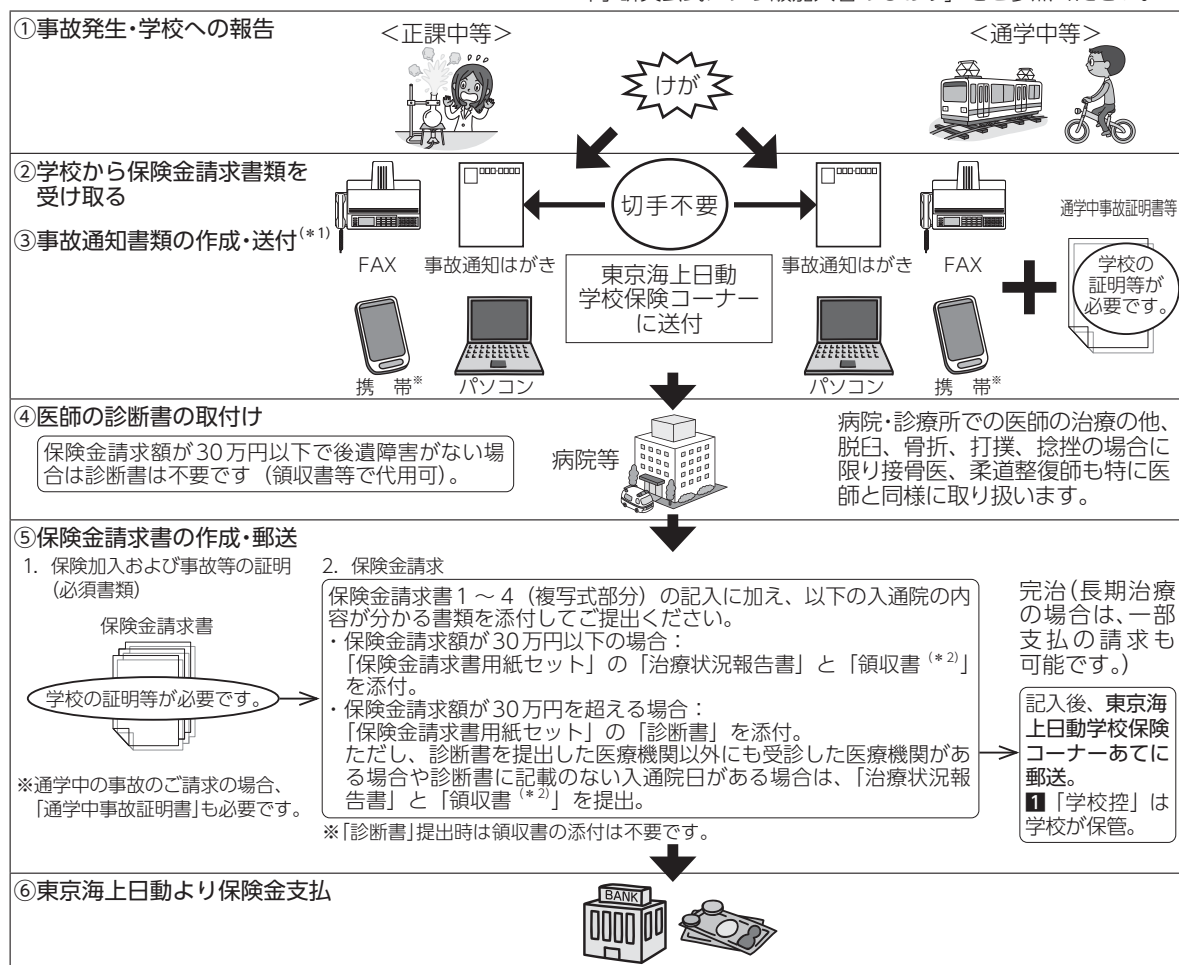 ①事故発生・学校への報告
＜正課中等＞
けが
＜通学中等＞
②学校から保険金請求書類を
受け取る
③事故通知書類の作成・送付(＊1)
切手不要
FAX
事故通知はがき
東京海上日動
学校保険コーナー
に送付
事故通知はがき
FAX
通学中事故証明書等
学校の
証明等が
必要です。
携 帯※
パソコン
パソコン
携 帯※
④医師の診断書の取付け
保険金請求額が30万円以下で後遺障害がない場
合は診断書は不要です（領収書等で代用可）。
病院等
病院・診療所での医師の治療の他、
脱臼、骨折、打撲、捻挫の場合に
限り接骨医、柔道整復師も特に医
師と同様に取り扱います。
⑤保険金請求書の作成・郵送
1. 保険加入および事故等の証明
(必須書類)
保険金請求書
学校の証明等が必要です。
※通学中の事故のご請求の場合、
「通学中事故証明書」も必要です。
2. 保険金請求
保険金請求書1～4（複写式部分）の記入に加え、以下の入通院の内
容が分かる書類を添付してご提出ください。
・保険金請求額が30万円以下の場合：
「保険金請求書用紙セット」の「治療状況報告書」と「領収書(＊2)」
を添付。
・保険金請求額が30万円を超える場合：
「保険金請求書用紙セット」の「診断書」を添付。
ただし、診断書を提出した医療機関以外にも受診した医療機関があ
る場合や診断書に記載のない入通院日がある場合は、「治療状況報
告書」と「領収書(＊2)」を提出。
※「診断書」提出時は領収書の添付は不要です。
完治(長期治療
の場合は、一部
支払の請求も
可能です。)
記入後、東京海
上日動学校保険
コーナーあてに
郵送。
1「学校控」は
学校が保管。
⑥東京海上日動より保険金支払
BANK